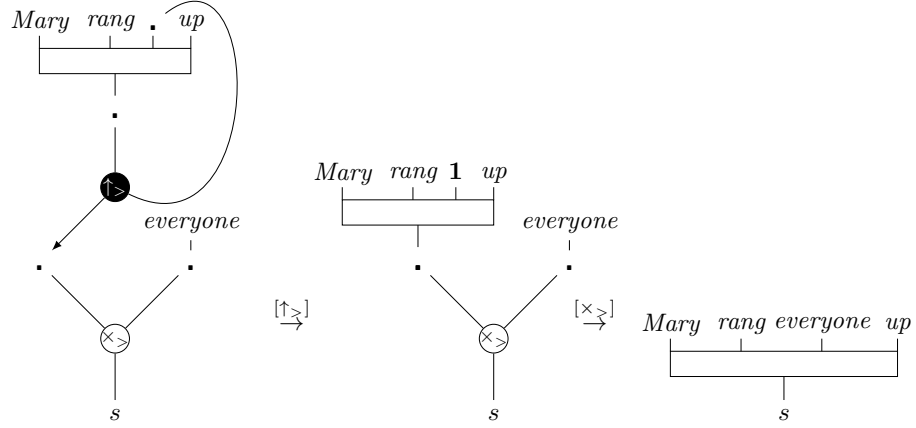 Mary rang . up
.
↑>
everyone
. .
×>
s
[↑>]
→
Mary rang 1 up
everyone
. .
×>
s
[×>]
→
Mary rang everyone up
s